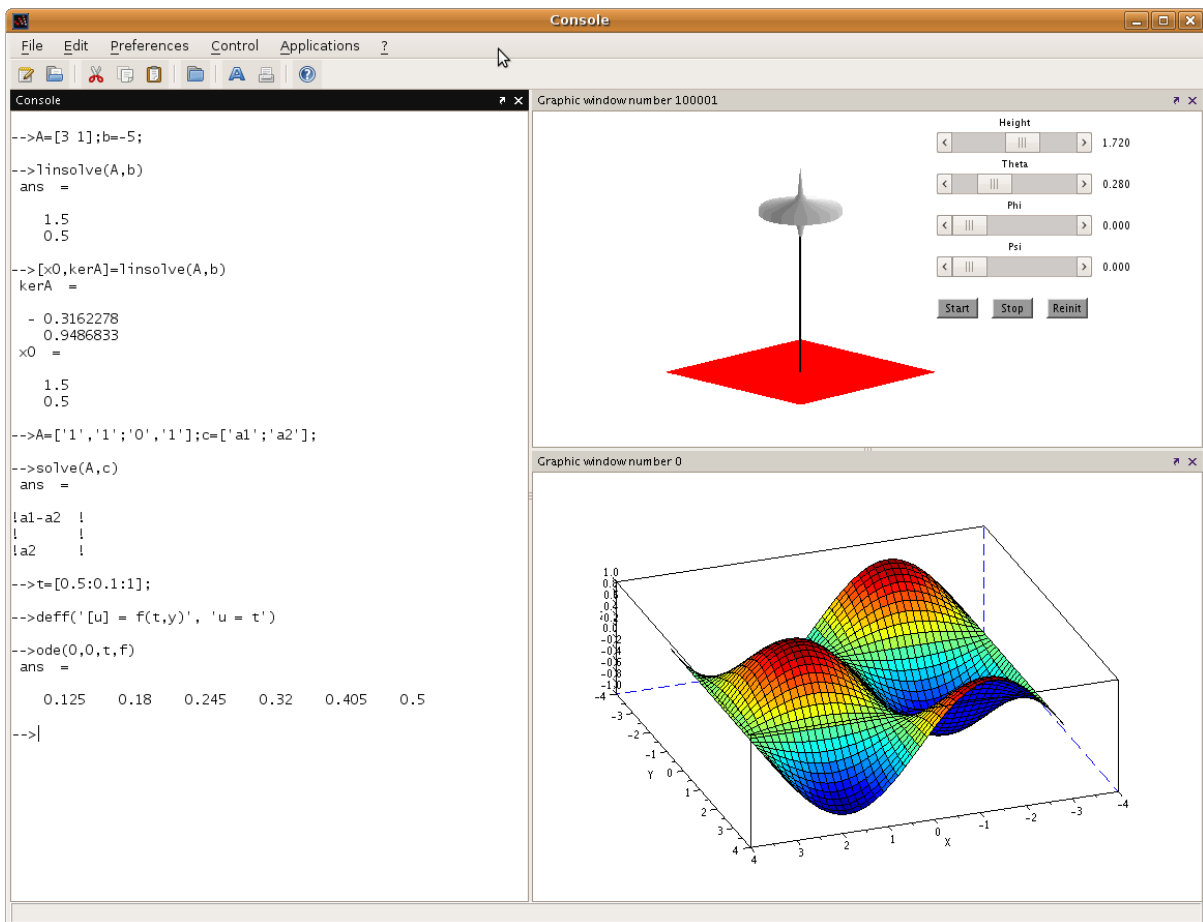 Console
File Edit Preferences Control Applications ?
Console
-->A=[3 1];b=-5;
-->linsolve(A,b)
ans =
1.5
0.5
-->[x0,kerA]=linsolve(A,b)
kerA =
- 0.3162278
0.9486833
x0 =
1.5
0.5
-->A=['1','1';'0','1'];c=['a1';'a2'];
-->solve(A,c)
ans =
!a1-a2 !
! !
!a2 !
-->t=[0.5:0.1:1];
-->deff('[u] = f(t,y)', 'u = t')
-->ode(0,0,t,f)
ans =
0.125 0.18 0.245 0.32 0.405 0.5
-->
Graphic window number 100001
Height
1.720
Theta
0.280
Phi
0.000
Psi
0.000
Start Stop Reinit
Graphic window number 0
1.0
0.8
0.6
0.4
0.2
0.0
-0.2
-0.4
-0.6
-0.8
-1.0
-4
-3
-2
-1
Y 0
1
2
3
4
4 3 2 1 0 -1 -2 -3 -4
X